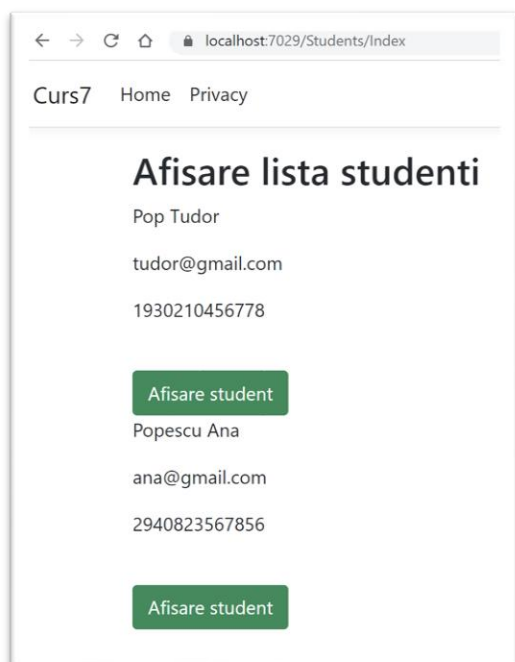 localhost:7029/Students/Index
Curs7 Home Privacy
Afisare lista studenti
Pop Tudor
tudor@gmail.com
1930210456778
Afisare student
Popescu Ana
ana@gmail.com
2940823567856
Afisare student